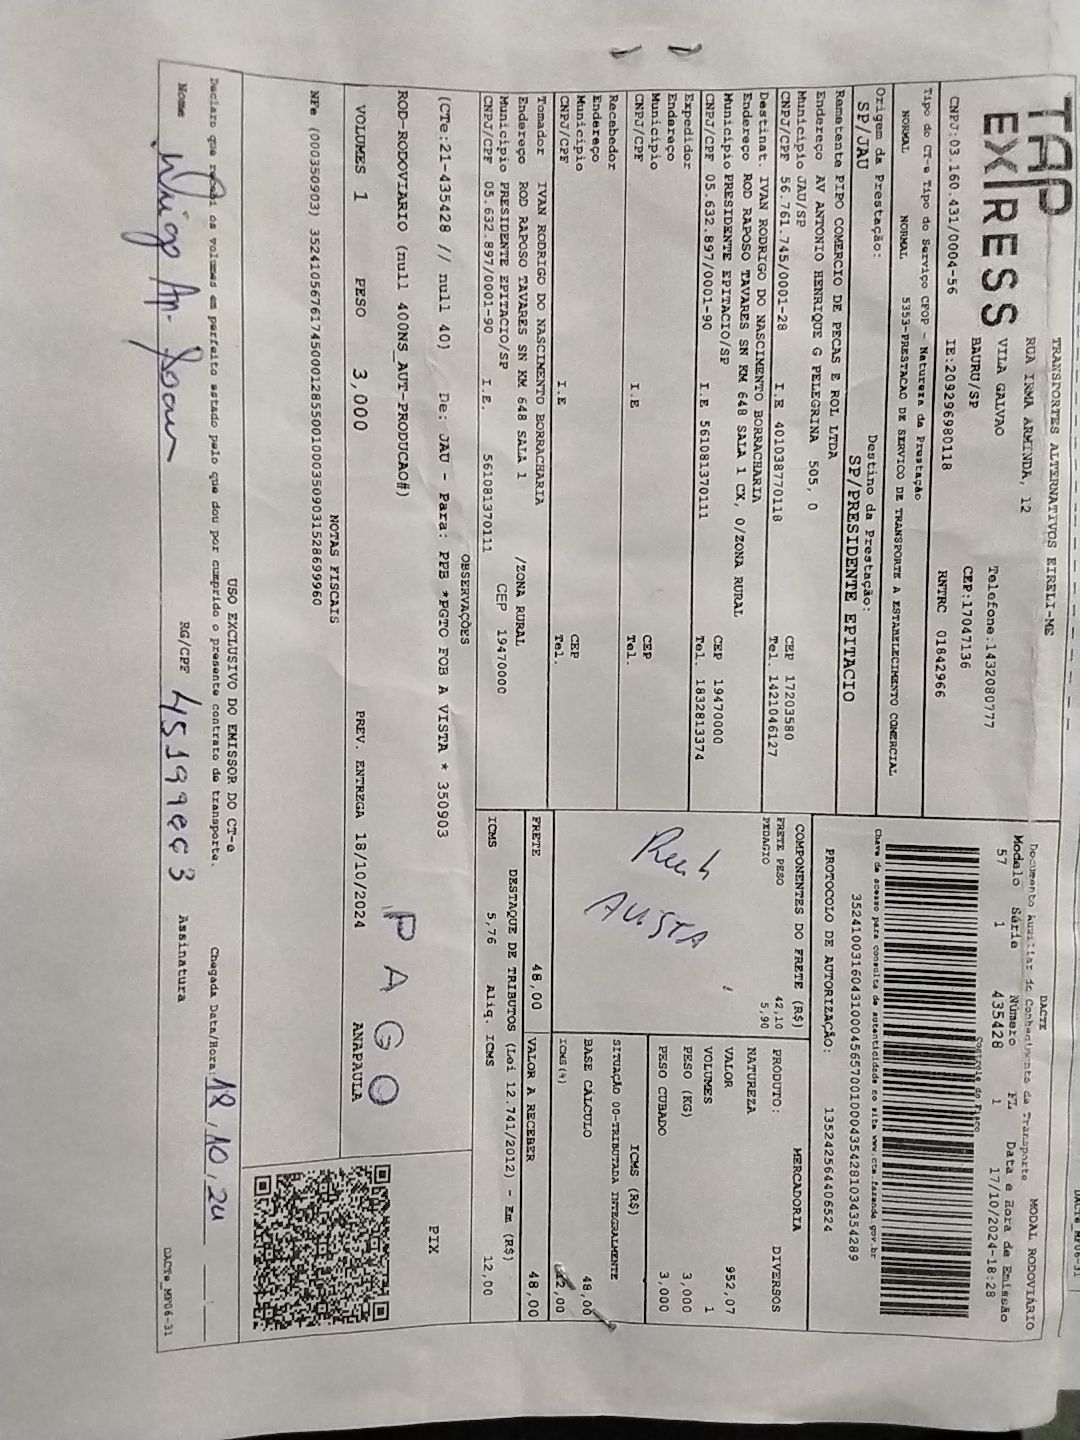 TAP
EXPRESS
TRANSPORTES ALTERNATIVOS EIRELI-ME
RUA IRMA ARMINDA, 12
VILA GALVAO
BAURU/SP
Telefone:1432080777
CEP:17047136
CNPJ:03.160.431/0004-56 IE:209296980118 RNTRC 01842966
Tipo do CT-e Tipo do Serviço CFOP - Natureza da Prestação
NORMAL NORMAL 5353-PRESTACAO DE SERVICO DE TRANSPORTE A ESTABELECIMENTO COMERCIAL
Origem da Prestação: Destino da Prestação:
SP/JAU SP/PRESIDENTE EPITACIO
Remetente PIPO COMERCIO DE PECAS E ROL LTDA
Endereço AV ANTONIO HENRIQUE G PELEGRINA 505, 0
Município JAU/SP CEP 17203580
CNPJ/CPF 56.761.745/0001-28 I.E 401038770118 Tel. 1421046127
Destinat. IVAN RODRIGO DO NASCIMENTO BORRACHARIA
Endereço ROD RAPOSO TAVARES SN KM 648 SALA 1 CX, 0/ZONA RURAL
Município PRESIDENTE EPITACIO/SP CEP 19470000
CNPJ/CPF 05.632.897/0001-90 I.E 561081370111 Tel. 1832813374
Expedidor
Endereço
Município CEP
CNPJ/CPF I.E Tel.
Recebedor
Endereço
Município CEP
CNPJ/CPF I.E Tel.
Tomador IVAN RODRIGO DO NASCIMENTO BORRACHARIA
Endereço ROD RAPOSO TAVARES SN KM 648 SALA 1 /ZONA RURAL
Município PRESIDENTE EPITACIO/SP CEP 19470000
CNPJ/CPF 05.632.897/0001-90 I.E. 561081370111
DACTE MODAL RODOVIÁRIO
Documento Auxiliar do Conhecimento de Transporte
Modelo Série Número FL Data e Hora de Emissão
57 1 435428 1 17/10/2024-18:28
Controle do Fisco
Chave de acesso para consulta de autenticidade no site www.cte.fazenda.gov.br
35241003160431000456570010004354281034354289
PROTOCOLO DE AUTORIZAÇÃO: 135242564406524
COMPONENTES DO FRETE (R$)
FRETE PESO 42,10
PEDAGIO 5,90
AVISTA
MERCADORIA
PRODUTO: DIVERSOS
NATUREZA
VALOR 952,07
VOLUMES 1
PESO (KG) 3,000
PESO CUBADO 3,000
ICMS (R$)
SITUAÇÃO 00-TRIBUTADA INTEGRALMENTE
BASE CÁLCULO 48,00
ICMS(%) 12,00
FRETE 48,00 VALOR A RECEBER 48,00
DESTAQUE DE TRIBUTOS (Lei 12.741/2012) - Em (R$)
ICMS 5,76 Aliq. ICMS 12,00
OBSERVAÇÕES
(CTe:21-435428 // null 40) De: JAU - Para: PPB *PGTO FOB A VISTA * 350903
ROD-RODOVIARIO (null 400NS_AUT-PRODUCAO#)
PAGO
PIX
VOLUMES 1 PESO 3,000 PREV. ENTREGA 18/10/2024 ANAPAULA
NOTAS FISCAIS
NFe (000350903) 35241056761745000128550010003509031528699960
USO EXCLUSIVO DO EMISSOR DO CT-e
Declaro que recebi os volumes em perfeito estado pelo que dou por cumprido o presente contrato de transporte. Chegada Data/Hora: 18/10/24
Nome RG/CPF Assinatura
DACTe_MP06-31